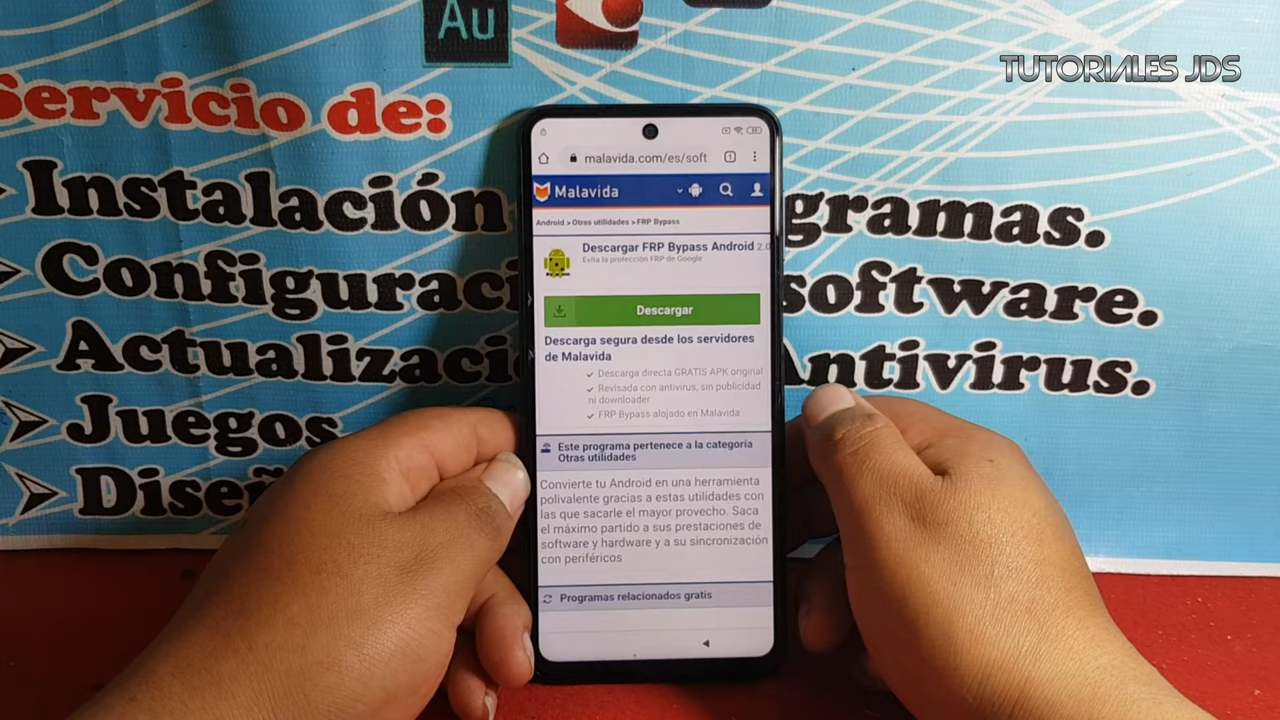 Au
TUTORIALES JDS
Servicio de:
Instalación gramas.
Configuraci software.
Actualizació Antivirus.
Juegos
Diseñ
malavida.com/es/soft
1
Malavida
Android > Otras utilidades > FRP Bypass
Descargar FRP Bypass Android 2.0
Evita la protección FRP de Google
Descargar
Descarga segura desde los servidores
de Malavida
Descarga directa GRATIS APK original
Revisada con antivirus, sin publicidad
ni downloader
FRP Bypass alojado en Malavida
Este programa pertenece a la categoría
Otras utilidades
Convierte tu Android en una herramienta
polivalente gracias a estas utilidades con
las que sacarle el mayor provecho. Saca
el máximo partido a sus prestaciones de
software y hardware y a su sincronización
con periféricos
Programas relacionados gratis